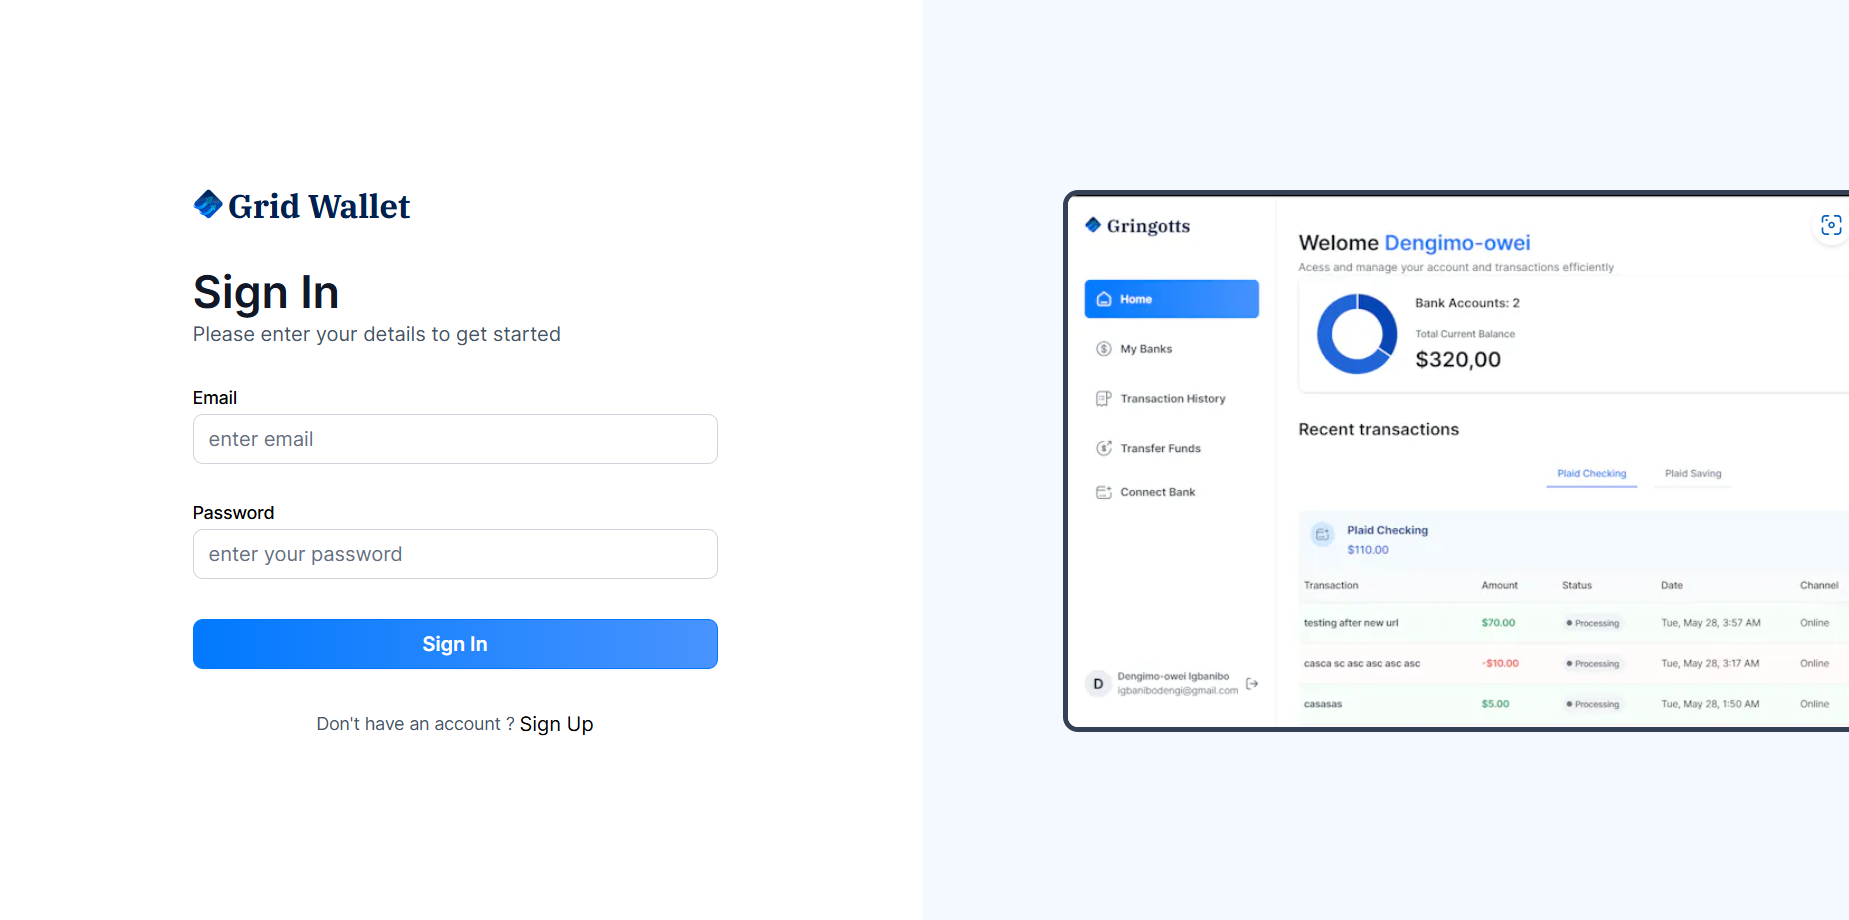 Grid Wallet
Sign In
Please enter your details to get started
Email
enter email
Password
enter your password
Sign In
Don't have an account ? Sign Up
Gringotts
Home
My Banks
Transaction History
Transfer Funds
Connect Bank
D
Dengimo-owei Igbanibo
igbanibodengi@gmail.com
Welome Dengimo-owei
Acess and manage your account and transactions efficiently
Bank Accounts: 2
Total Current Balance
$320,00
Recent transactions
Plaid Checking Plaid Saving
Plaid Checking
$110.00
Transaction Amount Status Date Channel
testing after new url $70.00 Processing Tue, May 28, 3:57 AM Online
casca sc asc asc asc asc -$10.00 Processing Tue, May 28, 3:17 AM Online
casasas $5.00 Processing Tue, May 28, 1:50 AM Online